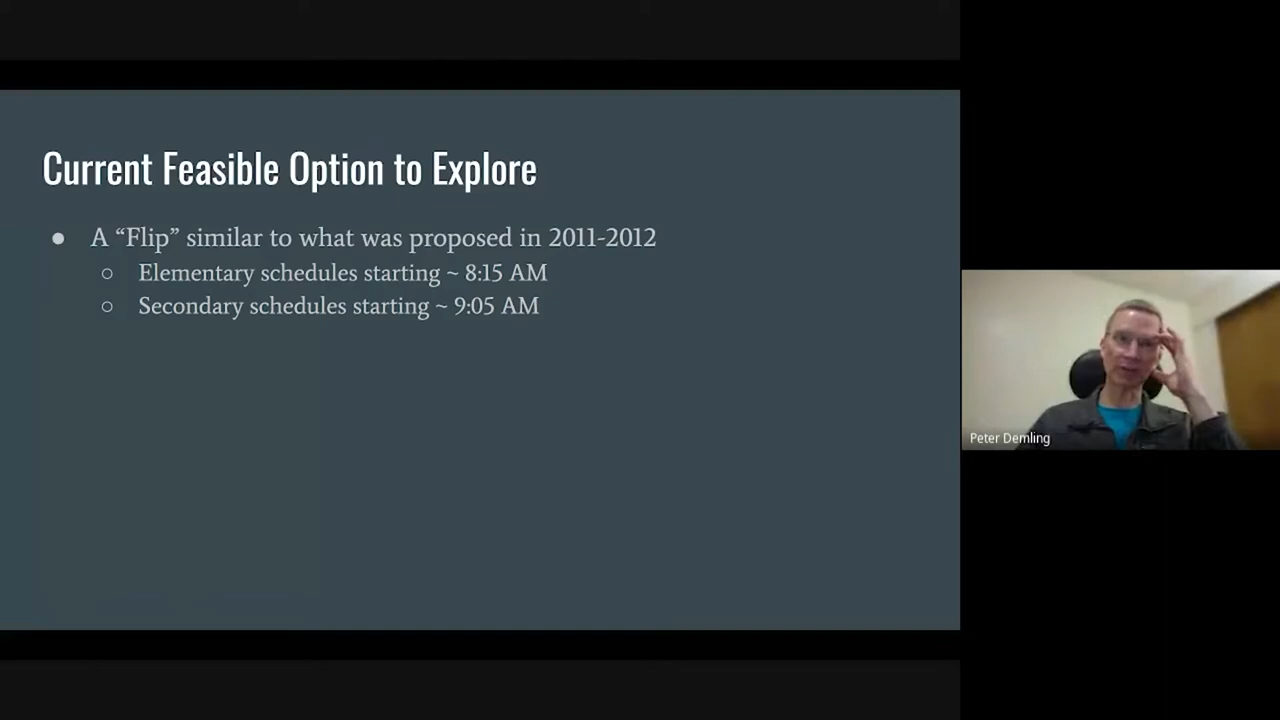 Current Feasible Option to Explore
● A “Flip” similar to what was proposed in 2011-2012
○ Elementary schedules starting ~ 8:15 AM
○ Secondary schedules starting ~ 9:05 AM
Peter Demling